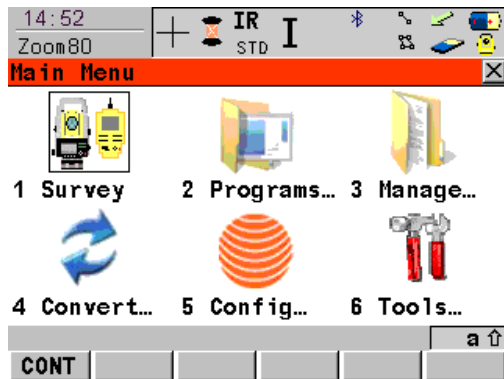 14:52
Zoom80
IR
STD
I
Main Menu
1 Survey
2 Programs…
3 Manage…
4 Convert…
5 Config…
6 Tools…
a
CONT